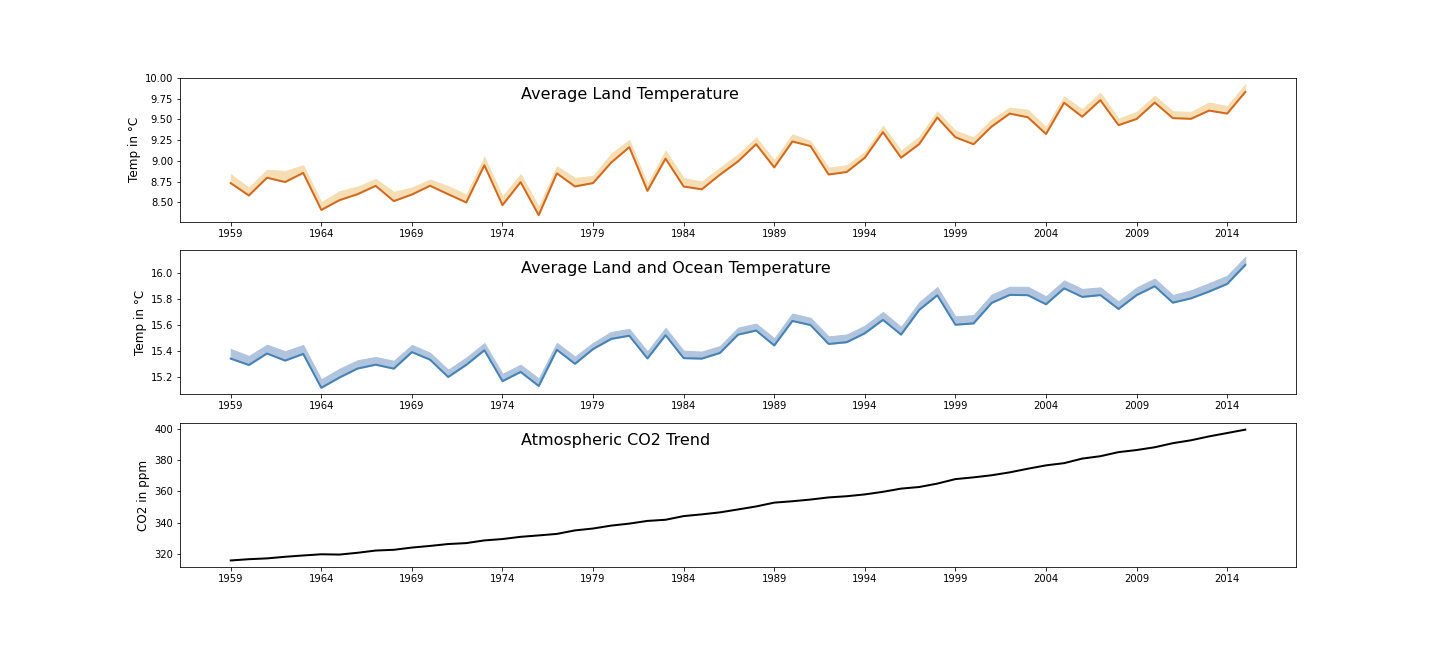 Average Land Temperature
Temp in °C
10.00
9.75
9.50
9.25
9.00
8.75
8.50
1959 1964 1969 1974 1979 1984 1989 1994 1999 2004 2009 2014
Average Land and Ocean Temperature
Temp in °C
16.0
15.8
15.6
15.4
15.2
1959 1964 1969 1974 1979 1984 1989 1994 1999 2004 2009 2014
Atmospheric CO2 Trend
CO2 in ppm
400
380
360
340
320
1959 1964 1969 1974 1979 1984 1989 1994 1999 2004 2009 2014